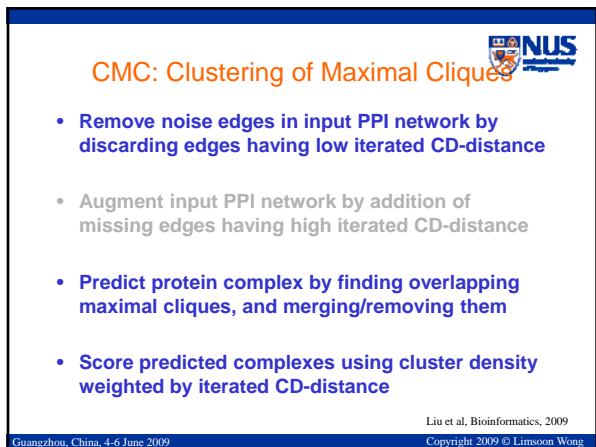 NUS
CMC: Clustering of Maximal Cliques
• Remove noise edges in input PPI network by
discarding edges having low iterated CD-distance
• Augment input PPI network by addition of
missing edges having high iterated CD-distance
• Predict protein complex by finding overlapping
maximal cliques, and merging/removing them
• Score predicted complexes using cluster density
weighted by iterated CD-distance
Liu et al, Bioinformatics, 2009
Guangzhou, China, 4-6 June 2009
Copyright 2009 © Limsoon Wong